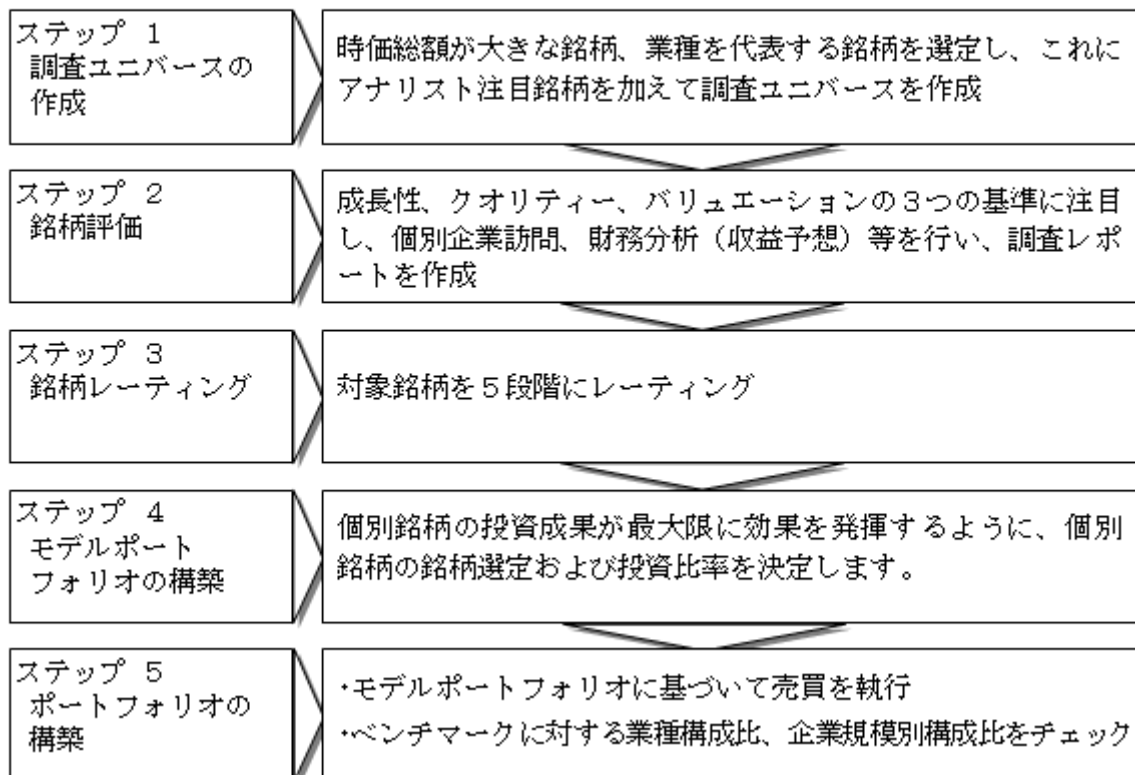 ステップ 1
調査ユニバースの
作成
時価総額が大きな銘柄、業種を代表する銘柄を選定し、これに
アナリスト注目銘柄を加えて調査ユニバースを作成
ステップ 2
銘柄評価
成長性、クオリティー、バリュエーションの3つの基準に注目
し、個別企業訪問、財務分析(収益予想)等を行い、調査レポ
ートを作成
ステップ 3
銘柄レーティング
対象銘柄を5段階にレーティング
ステップ 4
モデルポート
フォリオの構築
個別銘柄の投資成果が最大限に効果を発揮するように、個別
銘柄の銘柄選定および投資比率を決定します。
ステップ 5
ポートフォリオの
構築
・モデルポートフォリオに基づいて売買を執行
・ベンチマークに対する業種構成比、企業規模別構成比をチェック